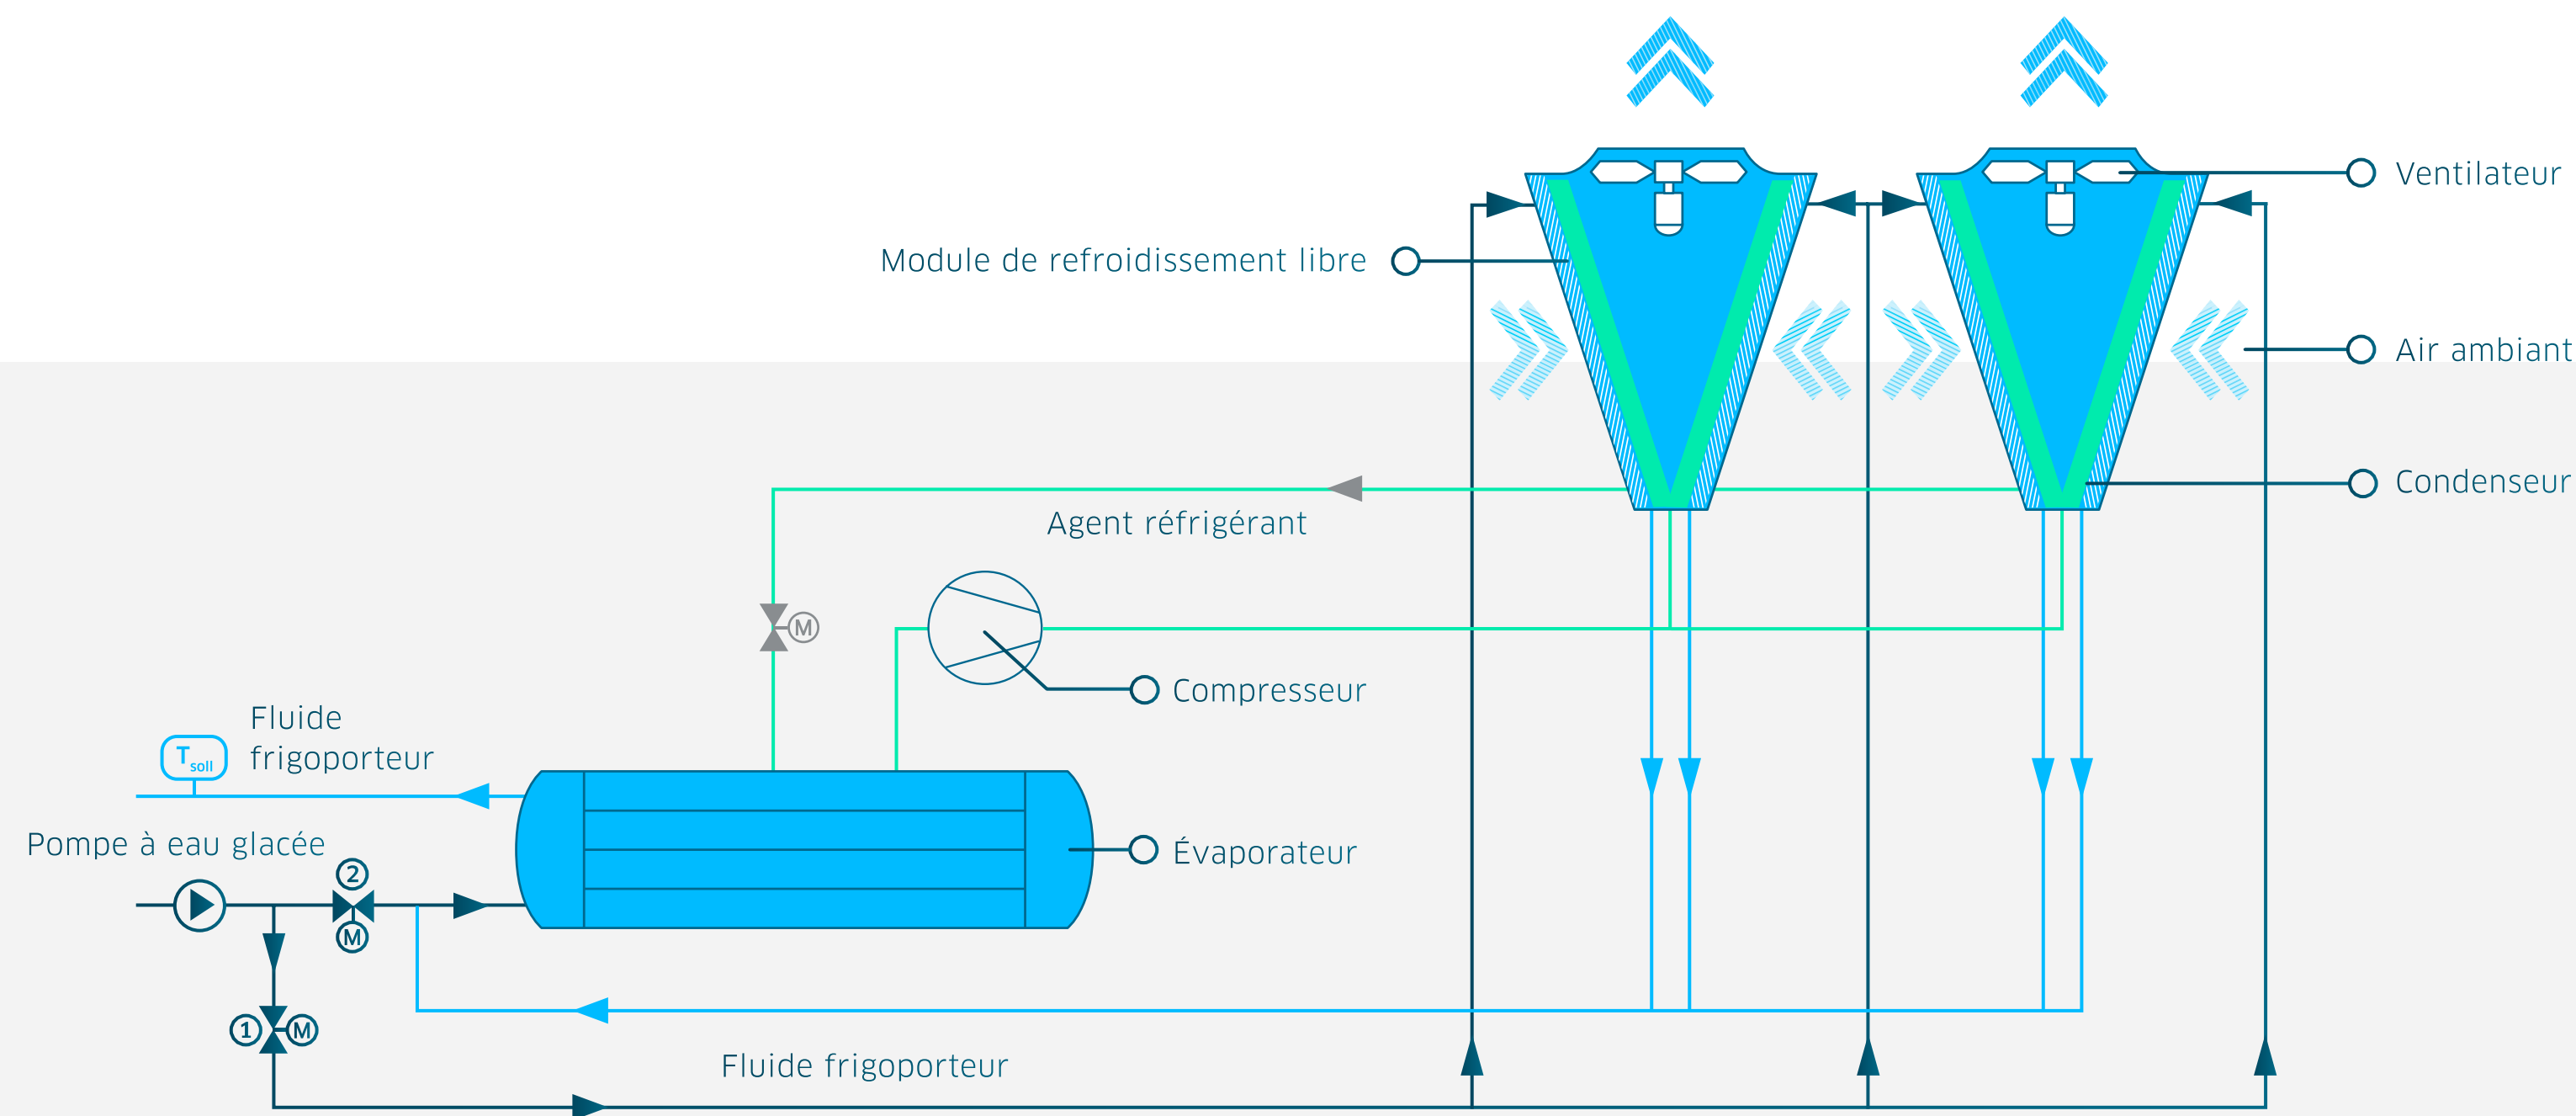 Ventilateur
Module de refroidissement libre
Air ambiant
Condenseur
Agent réfrigérant
M
Compresseur
Fluide
frigoporteur
Tsoll
Pompe à eau glacée
2
M
Évaporateur
1 M
Fluide frigoporteur